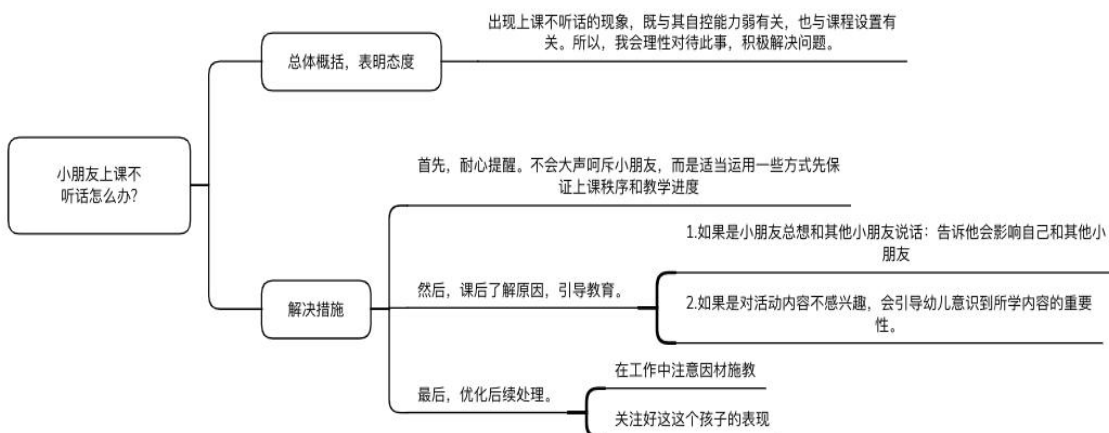 小朋友上课不
听话怎么办?
总体概括，表明态度
出现上课不听话的现象，既与其自控能力弱有关，也与课程设置有
关。所以，我会理性对待此事，积极解决问题。
解决措施
首先，耐心提醒。不会大声呵斥小朋友，而是适当运用一些方式先保
证上课秩序和教学进度
然后，课后了解原因，引导教育。
1.如果是小朋友总想和其他小朋友说话：告诉他会影响自己和其他小
朋友
2.如果是对活动内容不感兴趣，会引导幼儿意识到所学内容的重要
性。
最后，优化后续处理。
在工作中注意因材施教
关注好这这个孩子的表现